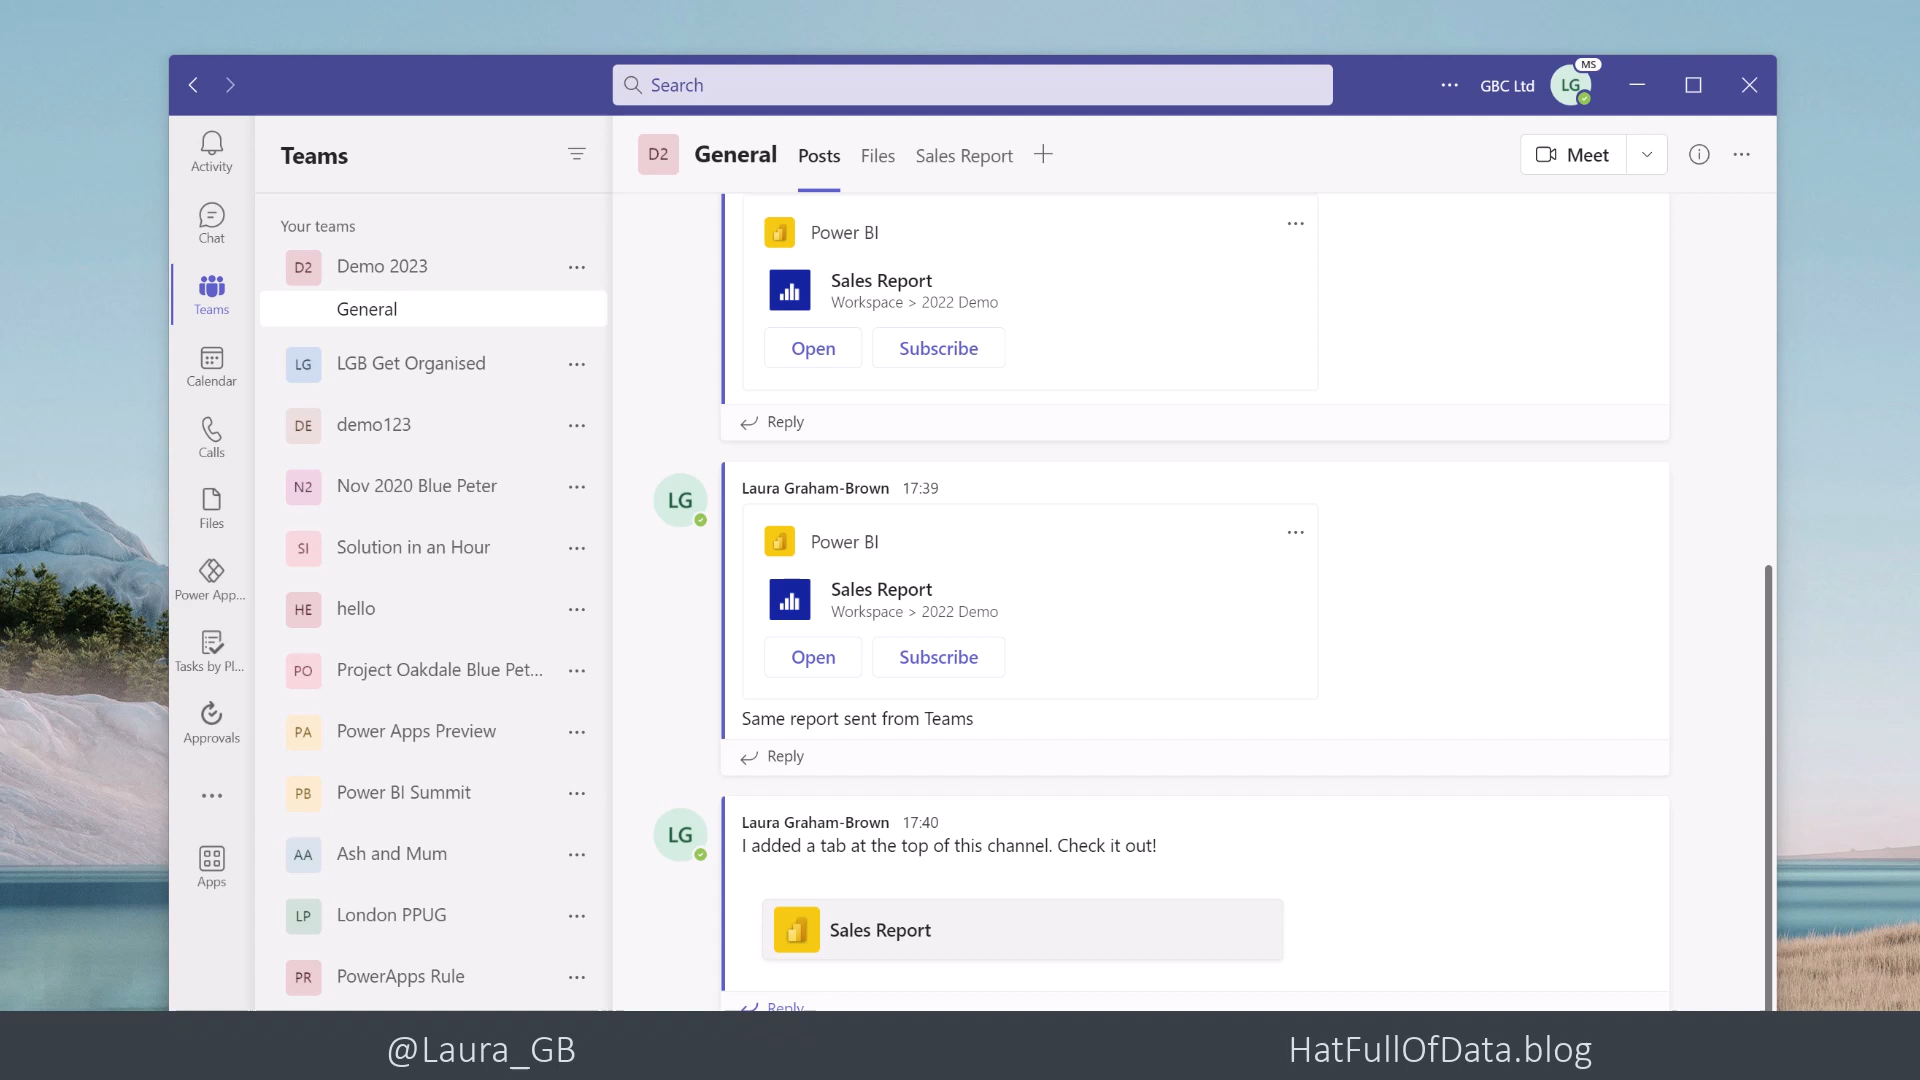 Search
GBC Ltd
MS
LG
Activity
Chat
Teams
Calendar
Calls
Files
Power App...
Tasks by Pl...
Approvals
Apps
Teams
Your teams
D2 Demo 2023
General
LG LGB Get Organised
DE demo123
N2 Nov 2020 Blue Peter
SI Solution in an Hour
HE hello
PO Project Oakdale Blue Pet...
PA Power Apps Preview
PB Power BI Summit
AA Ash and Mum
LP London PPUG
PR PowerApps Rule
D2 General Posts Files Sales Report
Meet
Power BI
Sales Report
Workspace > 2022 Demo
Open Subscribe
Reply
LG
Laura Graham-Brown 17:39
Power BI
Sales Report
Workspace > 2022 Demo
Open Subscribe
Same report sent from Teams
Reply
LG
Laura Graham-Brown 17:40
I added a tab at the top of this channel. Check it out!
Sales Report
Reply
@Laura_GB
HatFullOfData.blog